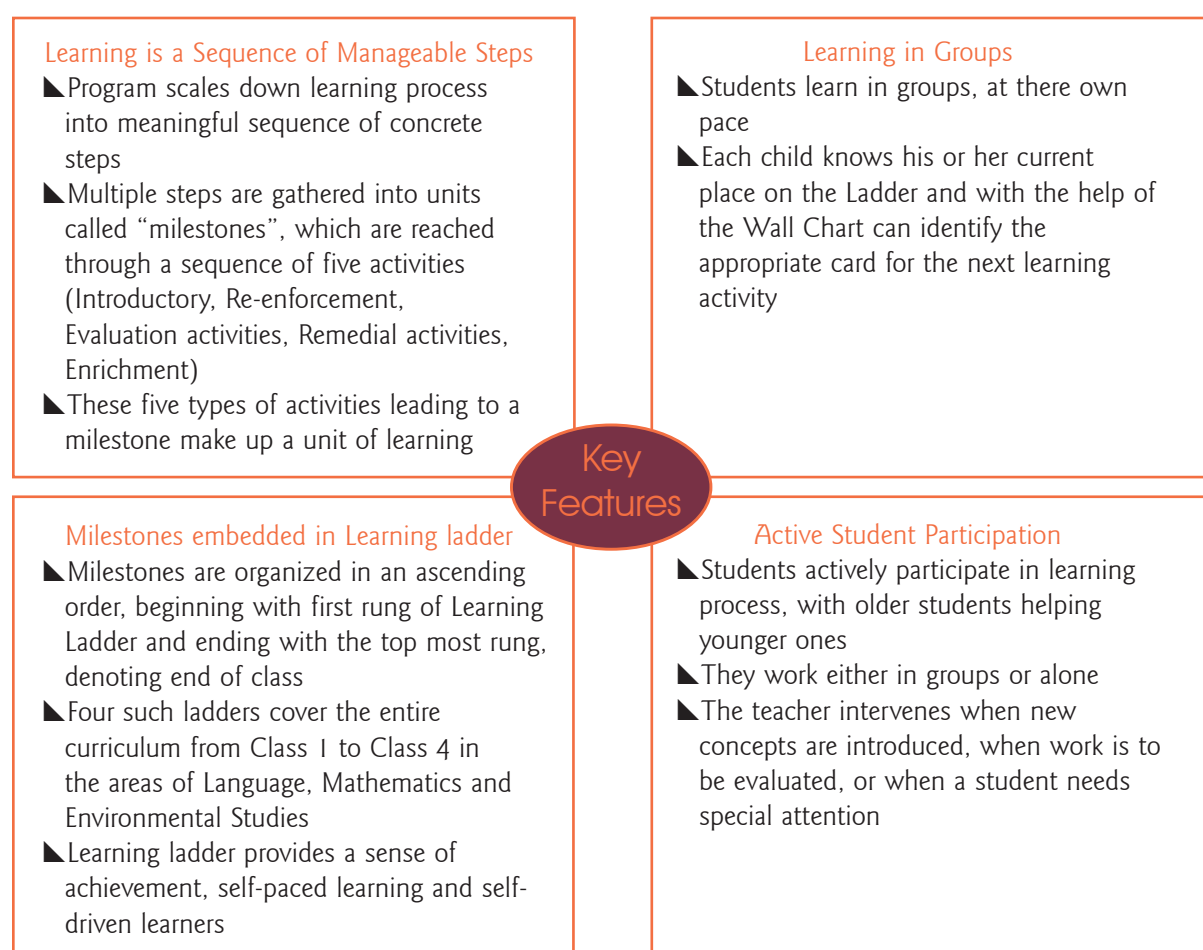 Learning is a Sequence of Manageable Steps
◣Program scales down learning process
into meaningful sequence of concrete
steps
◣Multiple steps are gathered into units
called “milestones”, which are reached
through a sequence of five activities
(Introductory, Re-enforcement,
Evaluation activities, Remedial activities,
Enrichment)
◣These five types of activities leading to a
milestone make up a unit of learning
Learning in Groups
◣Students learn in groups, at there own
pace
◣Each child knows his or her current
place on the Ladder and with the help of
the Wall Chart can identify the
appropriate card for the next learning
activity
Key
Features
Milestones embedded in Learning ladder
◣Milestones are organized in an ascending
order, beginning with first rung of Learning
Ladder and ending with the top most rung,
denoting end of class
◣Four such ladders cover the entire
curriculum from Class 1 to Class 4 in
the areas of Language, Mathematics and
Environmental Studies
◣Learning ladder provides a sense of
achievement, self-paced learning and self-
driven learners
Active Student Participation
◣Students actively participate in learning
process, with older students helping
younger ones
◣They work either in groups or alone
◣The teacher intervenes when new
concepts are introduced, when work is to
be evaluated, or when a student needs
special attention